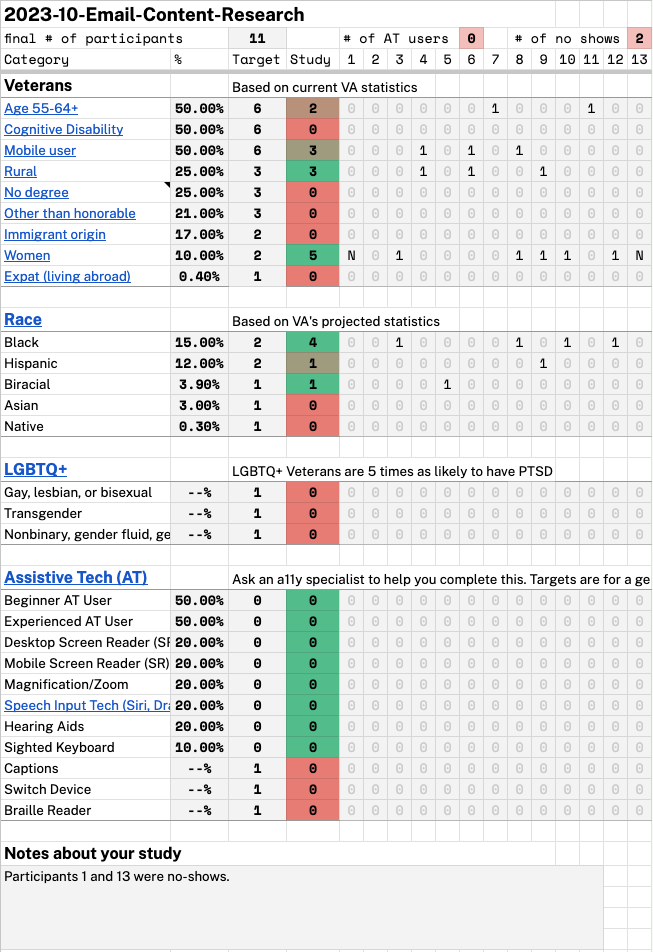 2023-10-Email-Content-Research
final # of participants 11 # of AT users 0 # of no shows 2
Category % Target Study 1 2 3 4 5 6 7 8 9 10 11 12 13
Veterans Based on current VA statistics
Age 55-64+ 50.00% 6 2 0 0 0 0 0 0 1 0 0 0 1 0 0
Cognitive Disability 50.00% 6 0 0 0 0 0 0 0 0 0 0 0 0 0 0
Mobile user 50.00% 6 3 0 0 0 1 0 1 0 1 0 0 0 0 0
Rural 25.00% 3 3 0 0 0 1 0 1 0 0 1 0 0 0 0
No degree 25.00% 3 0 0 0 0 0 0 0 0 0 0 0 0 0 0
Other than honorable 21.00% 3 0 0 0 0 0 0 0 0 0 0 0 0 0 0
Immigrant origin 17.00% 2 0 0 0 0 0 0 0 0 0 0 0 0 0 0
Women 10.00% 2 5 N 0 1 0 0 0 0 1 1 1 0 1 N
Expat (living abroad) 0.40% 1 0 0 0 0 0 0 0 0 0 0 0 0 0 0
Race Based on VA's projected statistics
Black 15.00% 2 4 0 0 1 0 0 0 0 1 0 1 0 1 0
Hispanic 12.00% 2 1 0 0 0 0 0 0 0 0 1 0 0 0 0
Biracial 3.90% 1 1 0 0 0 0 1 0 0 0 0 0 0 0 0
Asian 3.00% 1 0 0 0 0 0 0 0 0 0 0 0 0 0 0
Native 0.30% 1 0 0 0 0 0 0 0 0 0 0 0 0 0 0
LGBTQ+ LGBTQ+ Veterans are 5 times as likely to have PTSD
Gay, lesbian, or bisexual --% 1 0 0 0 0 0 0 0 0 0 0 0 0 0 0
Transgender --% 1 0 0 0 0 0 0 0 0 0 0 0 0 0 0
Nonbinary, gender fluid, ge --% 1 0 0 0 0 0 0 0 0 0 0 0 0 0 0
Assistive Tech (AT) Ask an a11y specialist to help you complete this. Targets are for a ge
Beginner AT User 50.00% 0 0 0 0 0 0 0 0 0 0 0 0 0 0 0
Experienced AT User 50.00% 0 0 0 0 0 0 0 0 0 0 0 0 0 0 0
Desktop Screen Reader (SR 20.00% 0 0 0 0 0 0 0 0 0 0 0 0 0 0 0
Mobile Screen Reader (SR) 20.00% 0 0 0 0 0 0 0 0 0 0 0 0 0 0 0
Magnification/Zoom 20.00% 0 0 0 0 0 0 0 0 0 0 0 0 0 0 0
Speech Input Tech (Siri, Dra 20.00% 0 0 0 0 0 0 0 0 0 0 0 0 0 0 0
Hearing Aids 20.00% 0 0 0 0 0 0 0 0 0 0 0 0 0 0 0
Sighted Keyboard 10.00% 0 0 0 0 0 0 0 0 0 0 0 0 0 0 0
Captions --% 1 0 0 0 0 0 0 0 0 0 0 0 0 0 0
Switch Device --% 1 0 0 0 0 0 0 0 0 0 0 0 0 0 0
Braille Reader --% 1 0 0 0 0 0 0 0 0 0 0 0 0 0 0
Notes about your study
Participants 1 and 13 were no-shows.